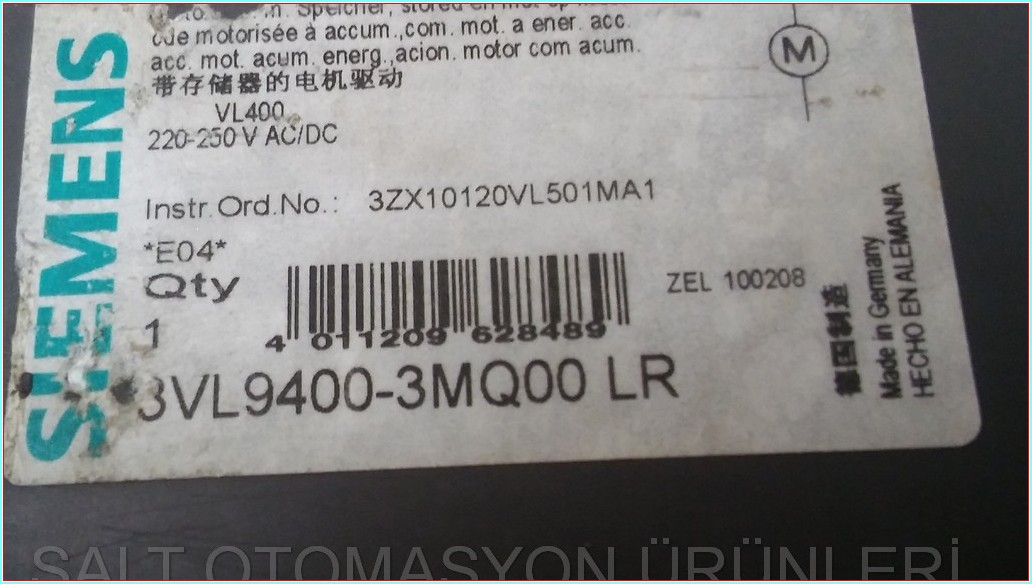 SIEMENS
Speicher, stored
cde motorisée à accum.,com. mot. a ener. acc.
acc. mot. acum. energ.,acion. motor com acum.
带存储器的电机驱动
VL400
220-250 V AC/DC
M
Instr.Ord.No.: 3ZX10120VL501MA1
*E04*
Qty
1
4 011209 628489
ZEL 100208
3VL9400-3MQ00 LR
德国制造
Made in Germany
HECHO EN ALEMANIA
SALT OTOMASYON ÜRÜNLERİ